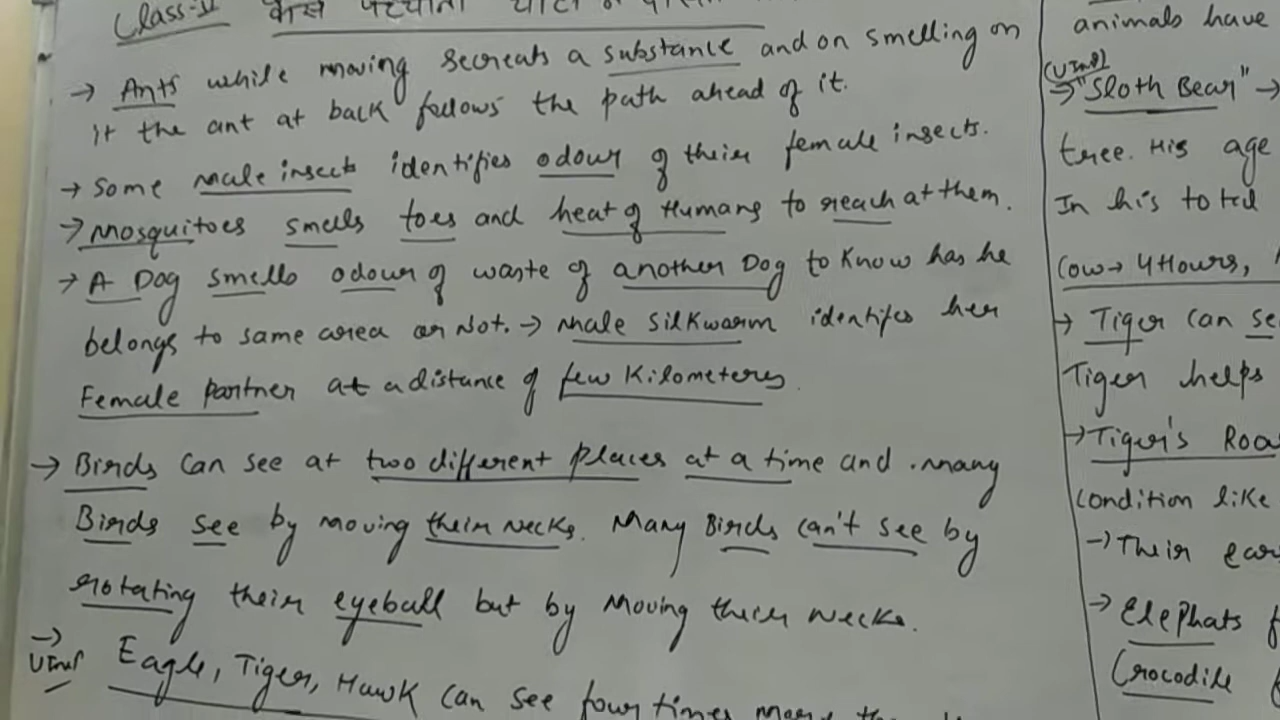 Class-V कैसे पहचाना चींटी ने
→ Ants while moving secreats a substance and on smelling on
it the ant at back follows the path ahead of it.
→ Some male insects identifies odour of their female insects.
→ Mosquitoes smells toes and heat of Humans to reach at them.
→ A Dog smells odour of waste of another Dog to know has he
belongs to same area or Not. → Male Silkwarm identifes her
Female Partner at a distance of few Kilometers.
→ Birds can see at two different places at a time and many
Birds see by moving their necks. Many Birds can't see by
rotating their eyeball but by Moving their Necks.
→ Eagle, Tiger, Hawk can see four times more
animals have
→ "Sloth Bear" →
tree. His age
In his total
Cow → 4 Hours,
→ Tiger can se
Tiger helps
→ Tiger's Roa
condition like
→ Their ear
→ Elephats f
Crocodile